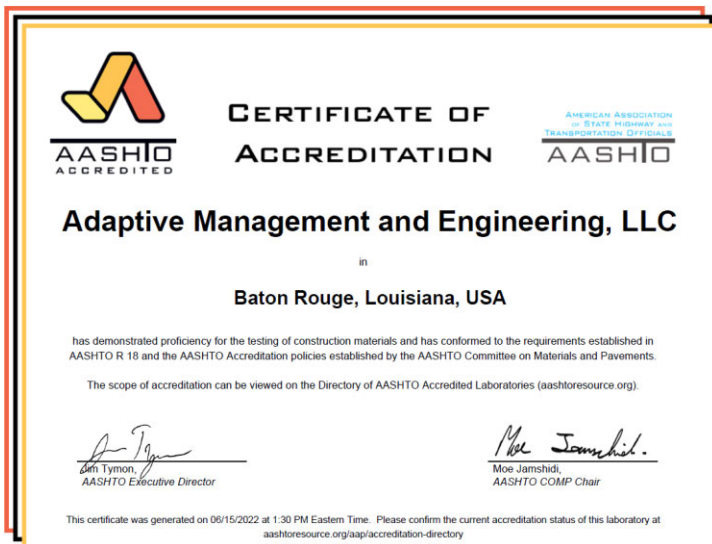 AASHTO
ACCREDITED
CERTIFICATE OF
ACCREDITATION
AMERICAN ASSOCIATION
OF STATE HIGHWAY AND
TRANSPORTATION OFFICIALS
AASHTO
Adaptive Management and Engineering, LLC
in
Baton Rouge, Louisiana, USA
has demonstrated proficiency for the testing of construction materials and has conformed to the requirements established in
AASHTO R 18 and the AASHTO Accreditation policies established by the AASHTO Committee on Materials and Pavements.
The scope of accreditation can be viewed on the Directory of AASHTO Accredited Laboratories (aashtoresource.org).
Jim Tymon,
AASHTO Executive Director
Moe Jamshidi.
Moe Jamshidi,
AASHTO COMP Chair
This certificate was generated on 06/15/2022 at 1:30 PM Eastern Time. Please confirm the current accreditation status of this laboratory at
aashtoresource.org/aap/accreditation-directory